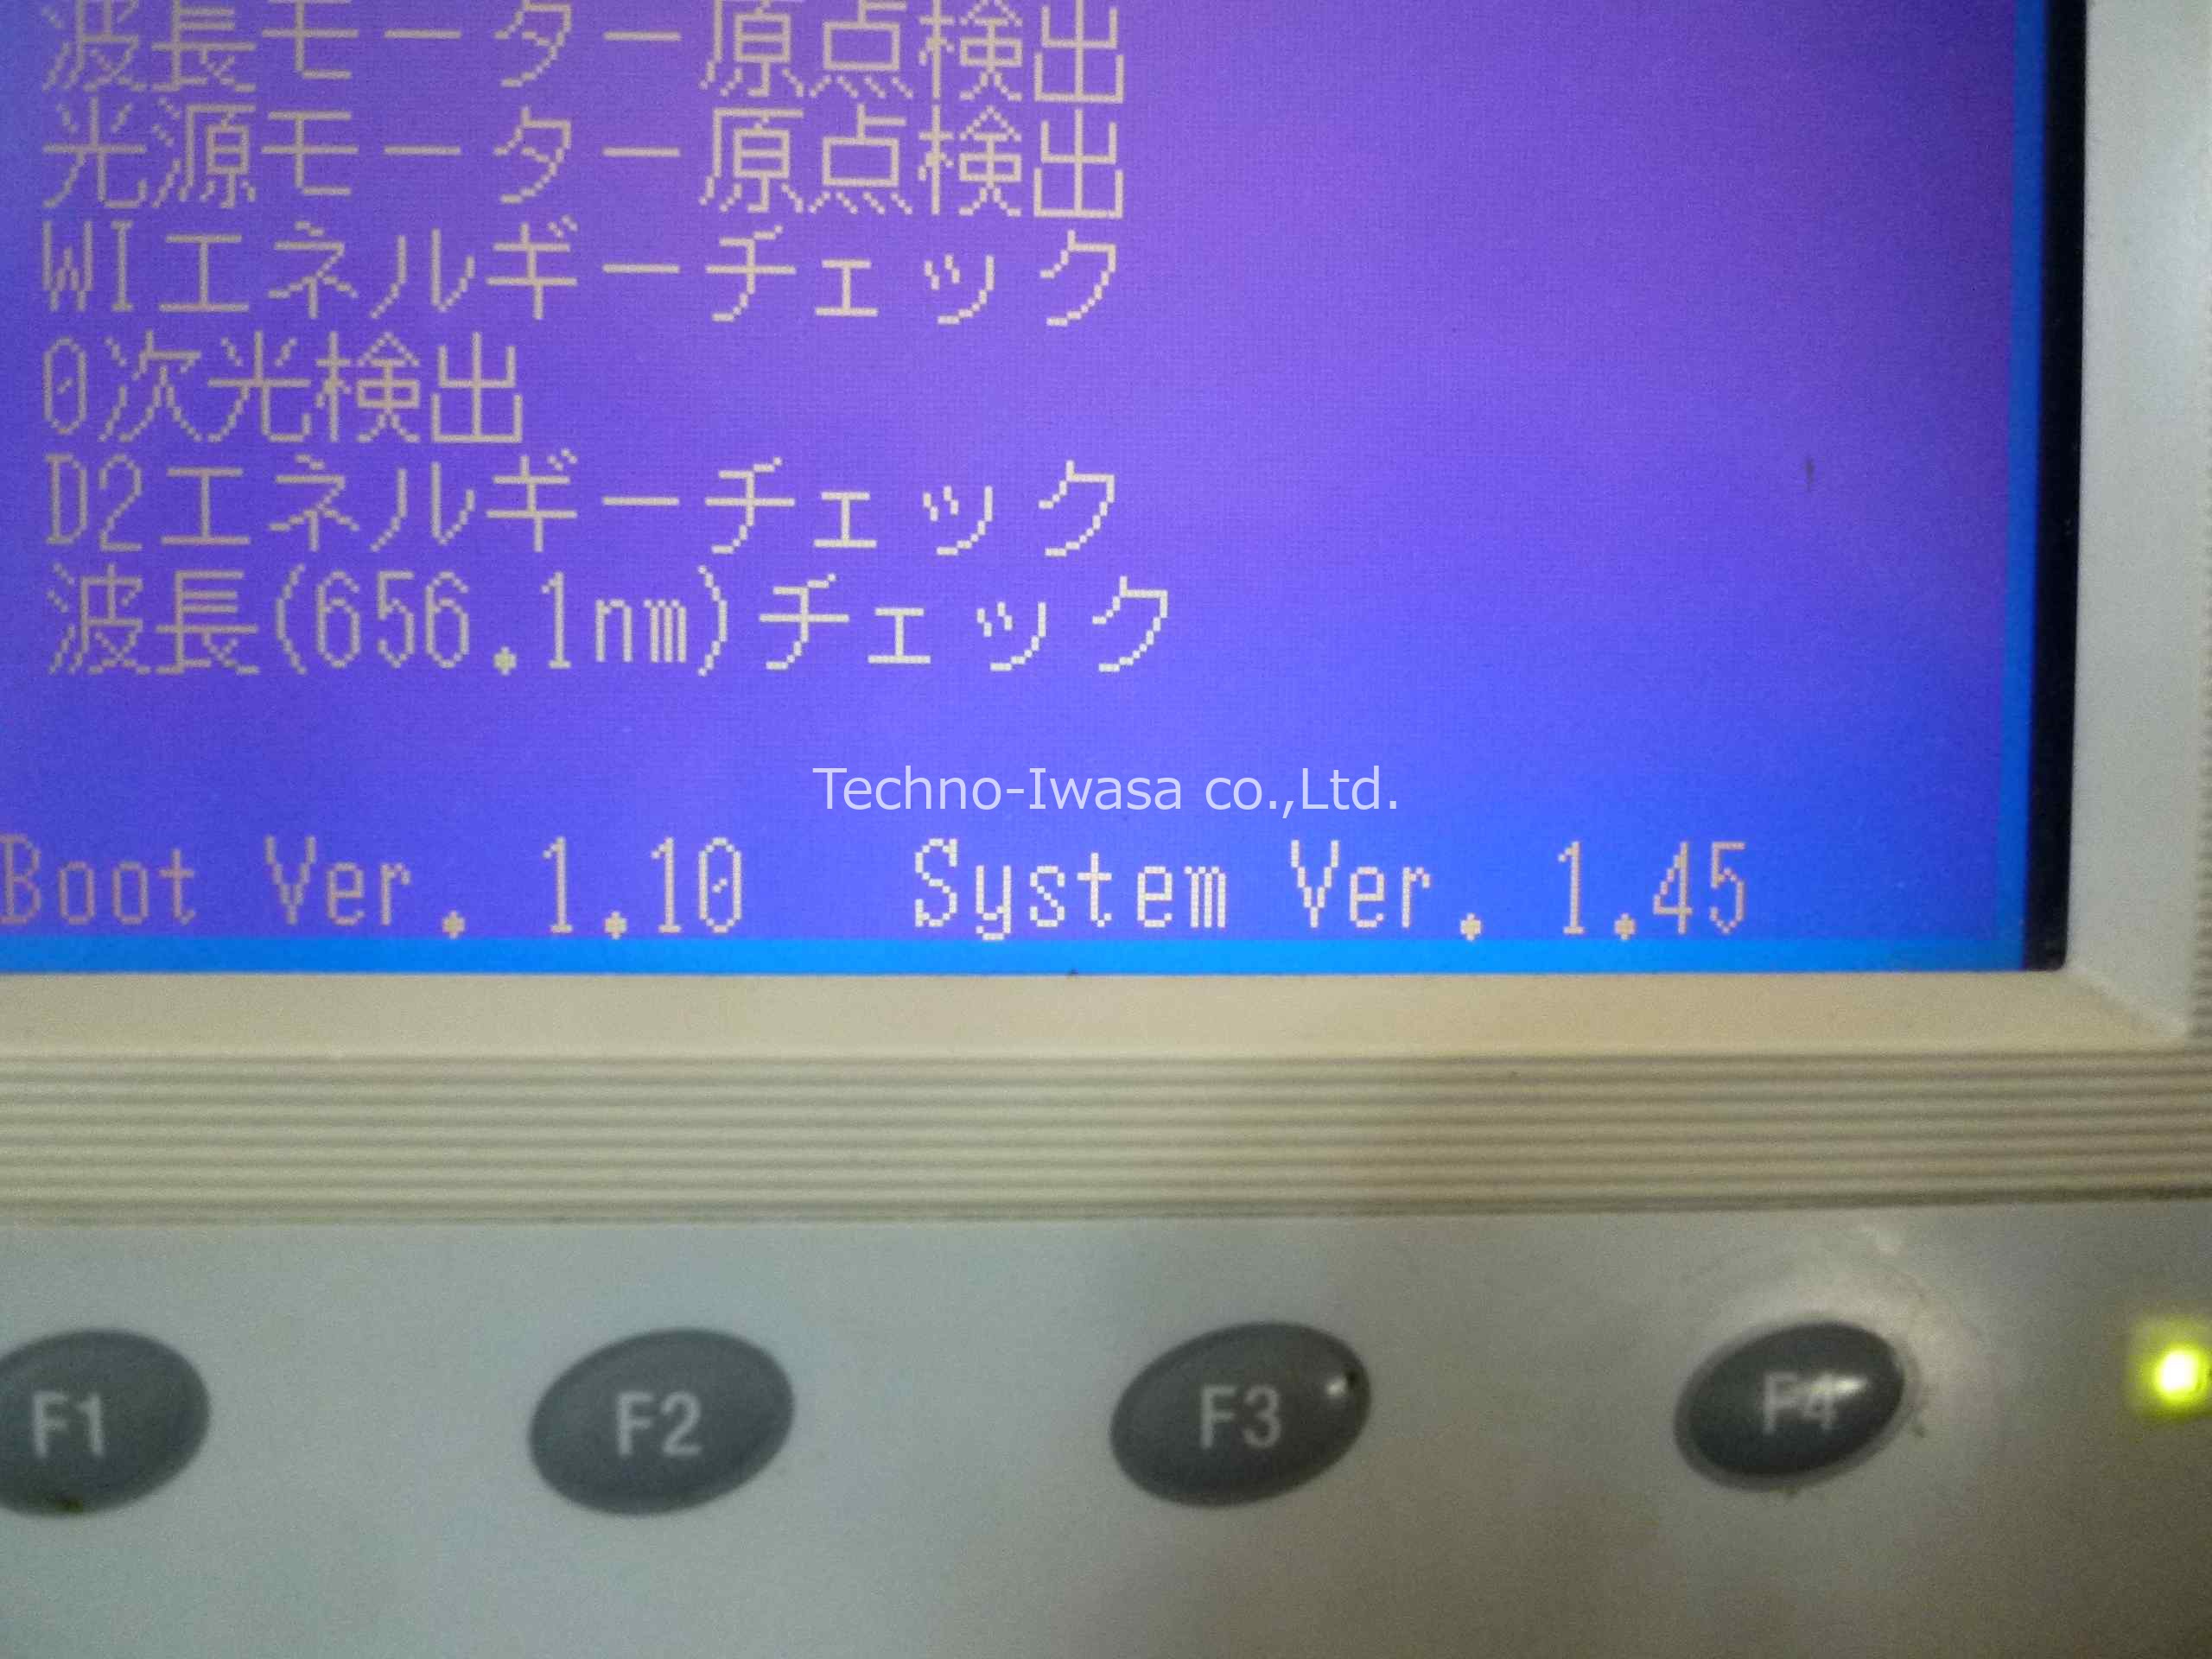 波長モーター原点検出
光源モーター原点検出
WIエネルギーチェック
0次光検出
D2エネルギーチェック
波長(656.1nm)チェック
Techno-Iwasa co.,Ltd.
Boot Ver. 1.10 System Ver. 1.45
F1 F2 F3 F4